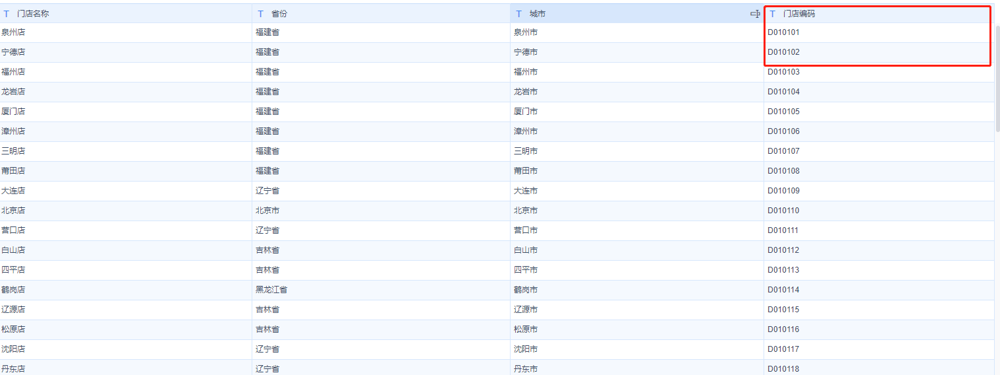 T 门店名称 T 省份 T 城市 T 门店编码
泉州店 福建省 泉州市 D010101
宁德店 福建省 宁德市 D010102
福州店 福建省 福州市 D010103
龙岩店 福建省 龙岩市 D010104
厦门店 福建省 厦门市 D010105
漳州店 福建省 漳州市 D010106
三明店 福建省 三明市 D010107
莆田店 福建省 莆田市 D010108
大连店 辽宁省 大连市 D010109
北京店 北京市 北京市 D010110
营口店 辽宁省 营口市 D010111
白山店 吉林省 白山市 D010112
四平店 吉林省 四平市 D010113
鹤岗店 黑龙江省 鹤岗市 D010114
辽源店 吉林省 辽源市 D010115
松原店 吉林省 松原市 D010116
沈阳店 辽宁省 沈阳市 D010117
丹东店 辽宁省 丹东市 D010118